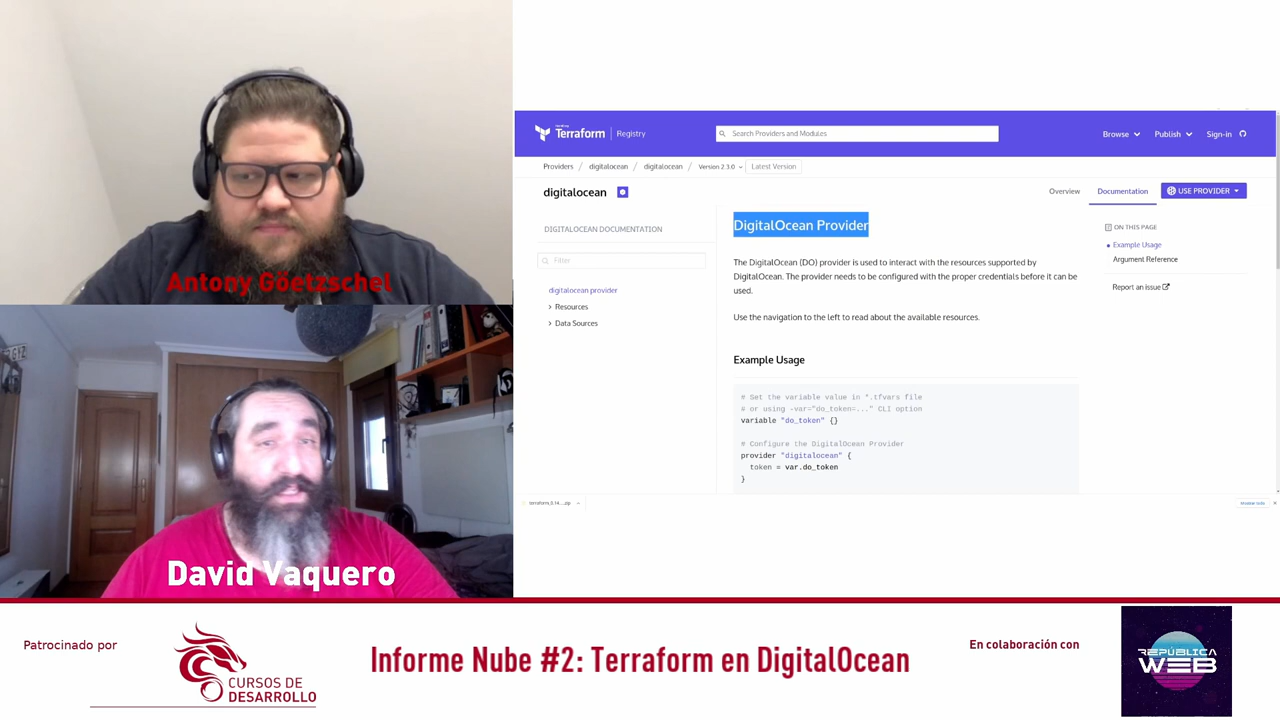 Antony Göetzschel
David Vaquero
Terraform
Registry
Search Providers and Modules
Browse
Publish
Sign-in
Providers / digitalocean / digitalocean / Version 2.3.0
Latest Version
digitalocean
Overview
Documentation
USE PROVIDER
DIGITALOCEAN DOCUMENTATION
Filter
digitalocean provider
Resources
Data Sources
DigitalOcean Provider
The DigitalOcean (DO) provider is used to interact with the resources supported by
DigitalOcean. The provider needs to be configured with the proper credentials before it can be
used.
Use the navigation to the left to read about the available resources.
Example Usage
# Set the variable value in *.tfvars file
# or using -var="do_token=..." CLI option
variable "do_token" {}
# Configure the DigitalOcean Provider
provider "digitalocean" {
token = var.do_token
}
ON THIS PAGE
Example Usage
Argument Reference
Report an issue
terraform_0.14....zip
Patrocinado por
CURSOS DE
DESARROLLO
Informe Nube #2: Terraform en DigitalOcean
En colaboración con
REPÚBLICA
WEB